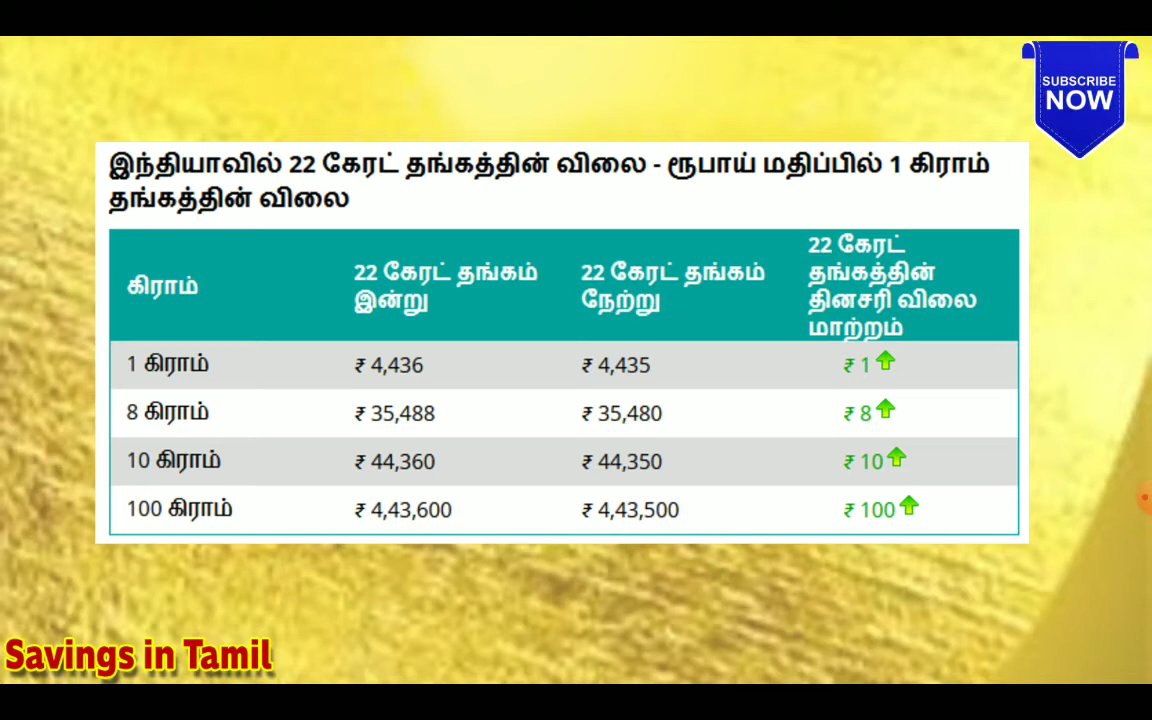 SUBSCRIBE
NOW
இந்தியாவில் 22 கேரட் தங்கத்தின் விலை - ரூபாய் மதிப்பில் 1 கிராம்
தங்கத்தின் விலை
கிராம் 22 கேரட் தங்கம் இன்று 22 கேரட் தங்கம் நேற்று 22 கேரட் தங்கத்தின் தினசரி விலை மாற்றம்
1 கிராம் ₹ 4,436 ₹ 4,435 ₹ 1
8 கிராம் ₹ 35,488 ₹ 35,480 ₹ 8
10 கிராம் ₹ 44,360 ₹ 44,350 ₹ 10
100 கிராம் ₹ 4,43,600 ₹ 4,43,500 ₹ 100
Savings in Tamil